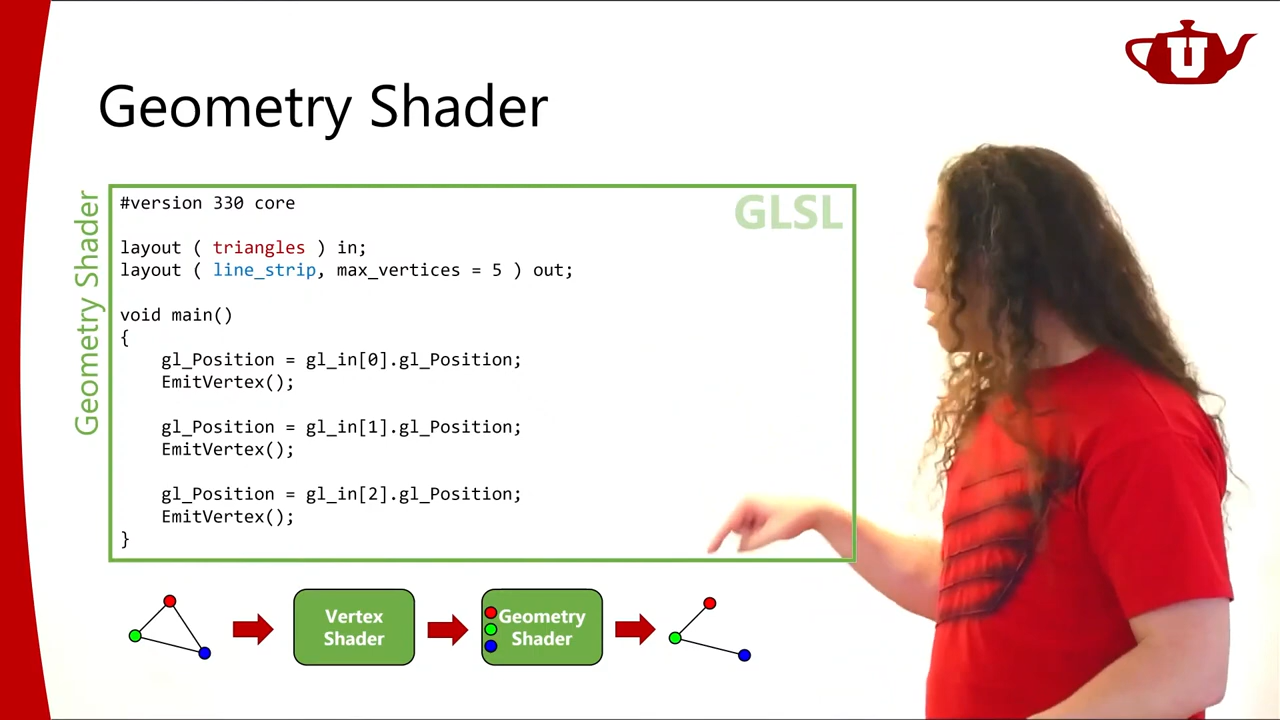 U
Geometry Shader
Geometry Shader
GLSL
#version 330 core
layout ( triangles ) in;
layout ( line_strip, max_vertices = 5 ) out;
void main()
{
gl_Position = gl_in[0].gl_Position;
EmitVertex();
gl_Position = gl_in[1].gl_Position;
EmitVertex();
gl_Position = gl_in[2].gl_Position;
EmitVertex();
}
Vertex
Shader
Geometry
Shader